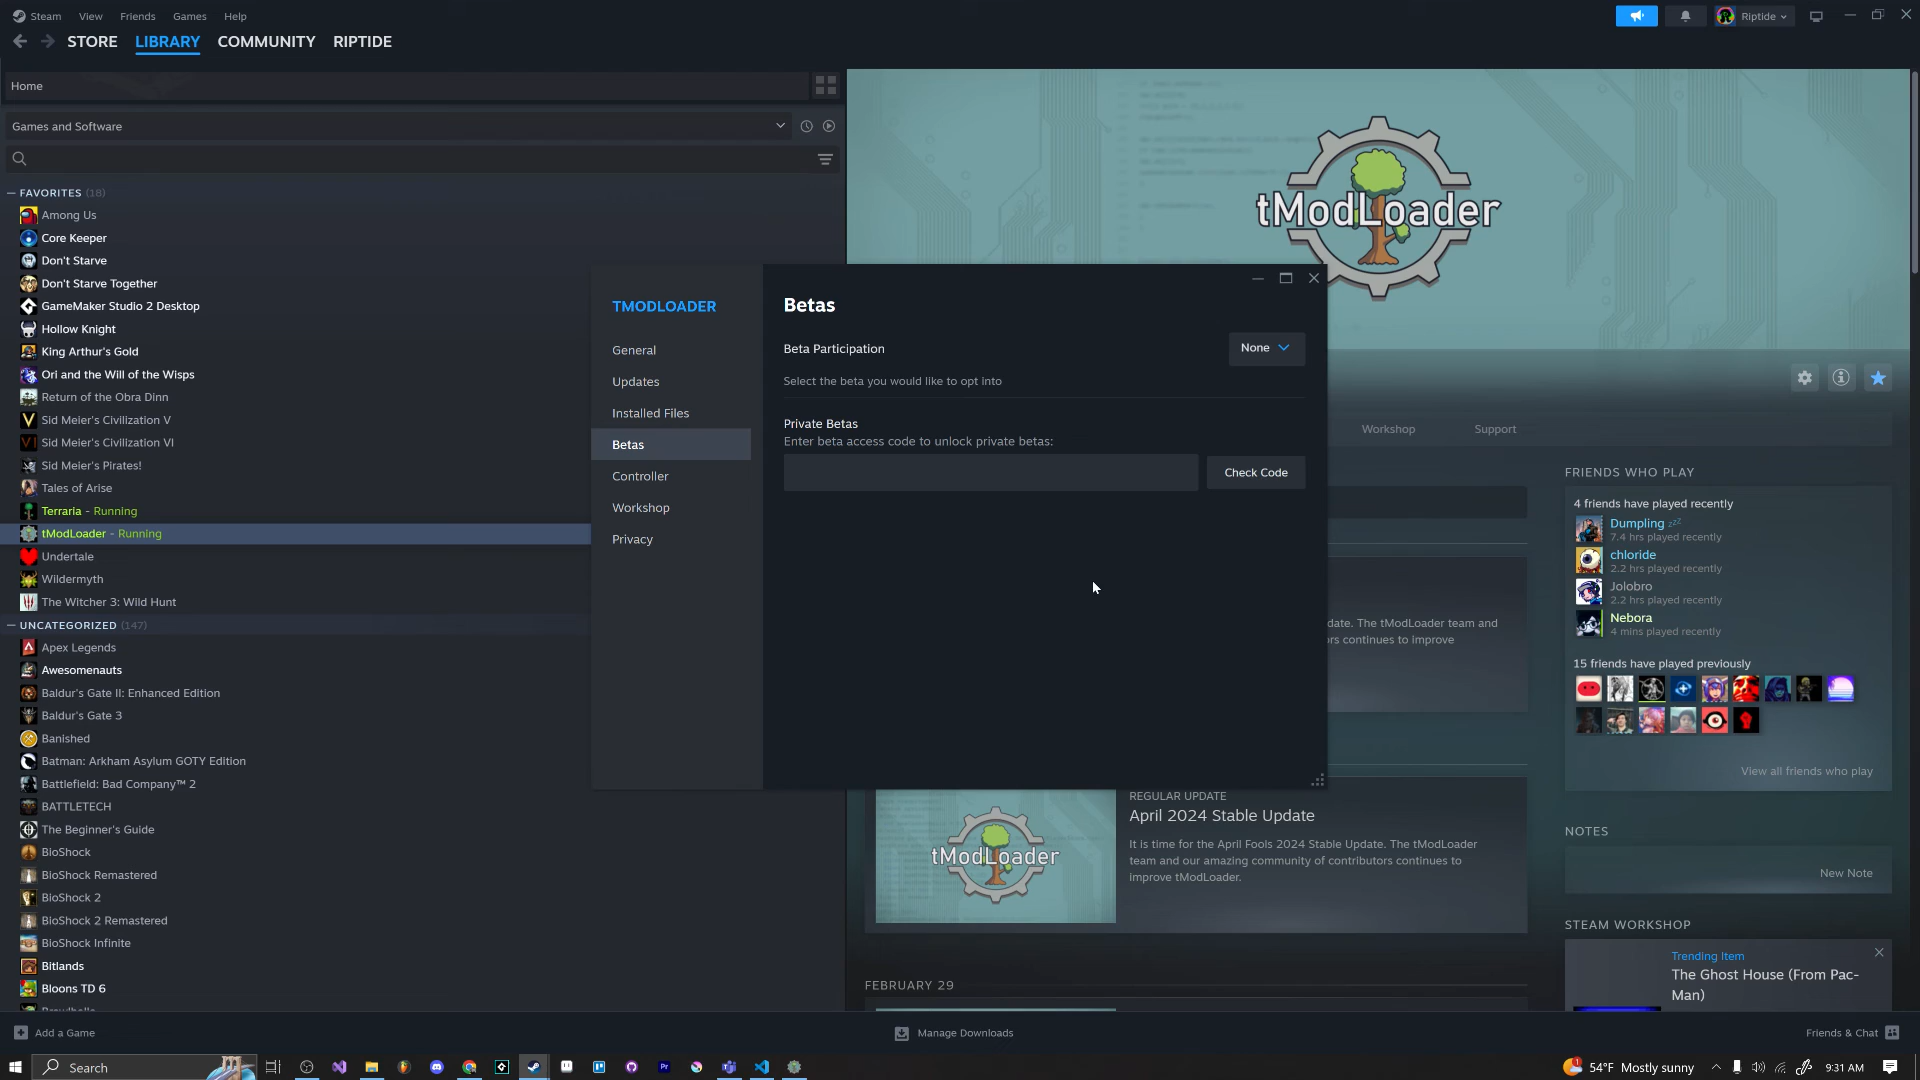 Steam View Friends Games Help
Riptide
STORE LIBRARY COMMUNITY RIPTIDE
Home
Games and Software
FAVORITES (18)
Among Us
Core Keeper
Don't Starve
Don't Starve Together
GameMaker Studio 2 Desktop
Hollow Knight
King Arthur's Gold
Ori and the Will of the Wisps
Return of the Obra Dinn
Sid Meier's Civilization V
Sid Meier's Civilization VI
Sid Meier's Pirates!
Tales of Arise
Terraria - Running
tModLoader - Running
Undertale
Wildermyth
The Witcher 3: Wild Hunt
UNCATEGORIZED (147)
Apex Legends
Awesomenauts
Baldur's Gate II: Enhanced Edition
Baldur's Gate 3
Banished
Batman: Arkham Asylum GOTY Edition
Battlefield: Bad Company™ 2
BATTLETECH
The Beginner's Guide
BioShock
BioShock Remastered
BioShock 2
BioShock 2 Remastered
BioShock Infinite
Bitlands
Bloons TD 6
tModLoader
TMODLOADER
General
Updates
Installed Files
Betas
Controller
Workshop
Privacy
Betas
Beta Participation
None
Select the beta you would like to opt into
Private Betas
Enter beta access code to unlock private betas:
Check Code
Workshop Support
date. The tModLoader team and
rs continues to improve
REGULAR UPDATE
April 2024 Stable Update
It is time for the April Fools 2024 Stable Update. The tModLoader
team and our amazing community of contributors continues to
improve tModLoader.
tModLoader
FEBRUARY 29
FRIENDS WHO PLAY
4 friends have played recently
Dumpling zzz
7.4 hrs played recently
chloride
2.2 hrs played recently
Jolobro
2.2 hrs played recently
Nebora
4 mins played recently
15 friends have played previously
View all friends who play
NOTES
New Note
STEAM WORKSHOP
Trending Item
The Ghost House (From Pac-
Man)
Add a Game
Manage Downloads
Friends & Chat
Search
Pr
1
54°F Mostly sunny
9:31 AM